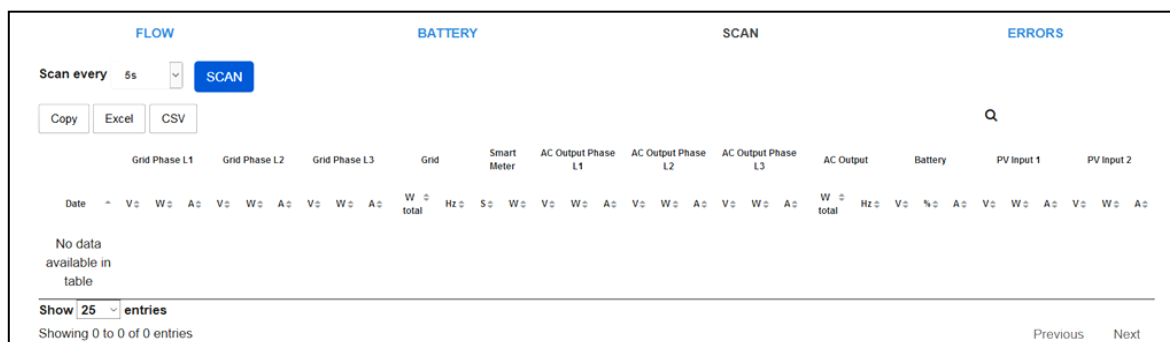 FLOW BATTERY SCAN ERRORS
Scan every 5s SCAN
Copy Excel CSV
Grid Phase L1 Grid Phase L2 Grid Phase L3 Grid Smart Meter AC Output Phase L1 AC Output Phase L2 AC Output Phase L3 AC Output Battery PV Input 1 PV Input 2
Date V W A V W A V W A W total Hz S W V W A V W A V W A W total Hz V % A V W A V W A
No data
available in
table
Show 25 entries
Showing 0 to 0 of 0 entries Previous Next